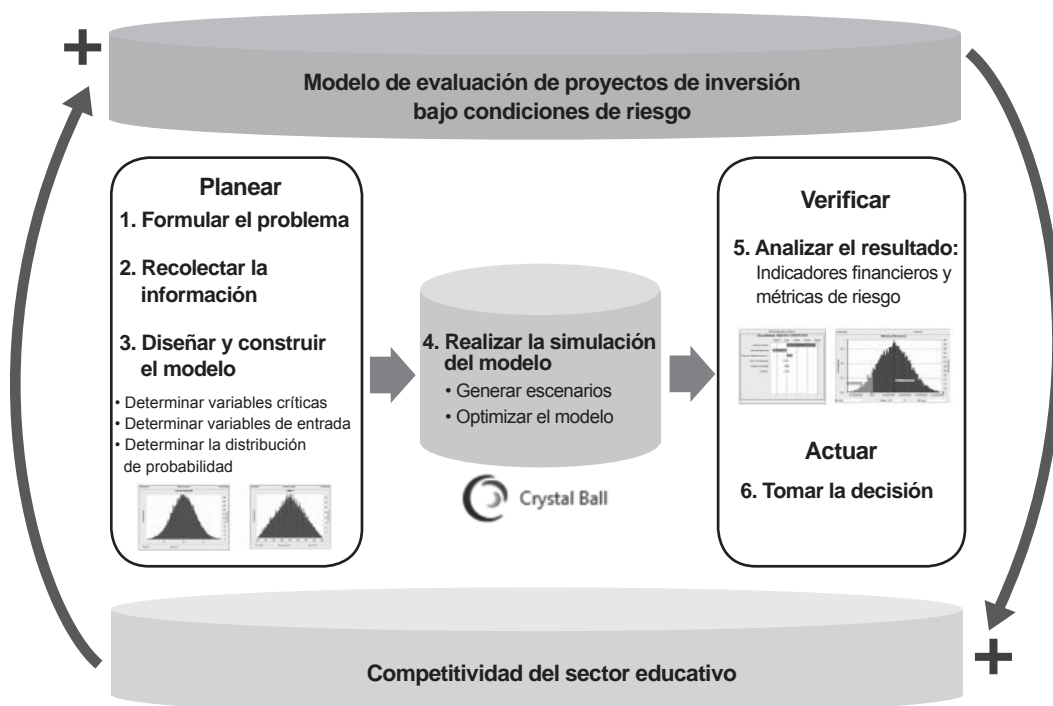 +
Modelo de evaluación de proyectos de inversión
bajo condiciones de riesgo
Planear
1. Formular el problema
2. Recolectar la
información
3. Diseñar y construir
el modelo
• Determinar variables críticas
• Determinar variables de entrada
• Determinar la distribución
de probabilidad
4. Realizar la simulación
del modelo
• Generar escenarios
• Optimizar el modelo
Crystal Ball
Verificar
5. Analizar el resultado:
Indicadores financieros y
métricas de riesgo
Actuar
6. Tomar la decisión
Competitividad del sector educativo
+